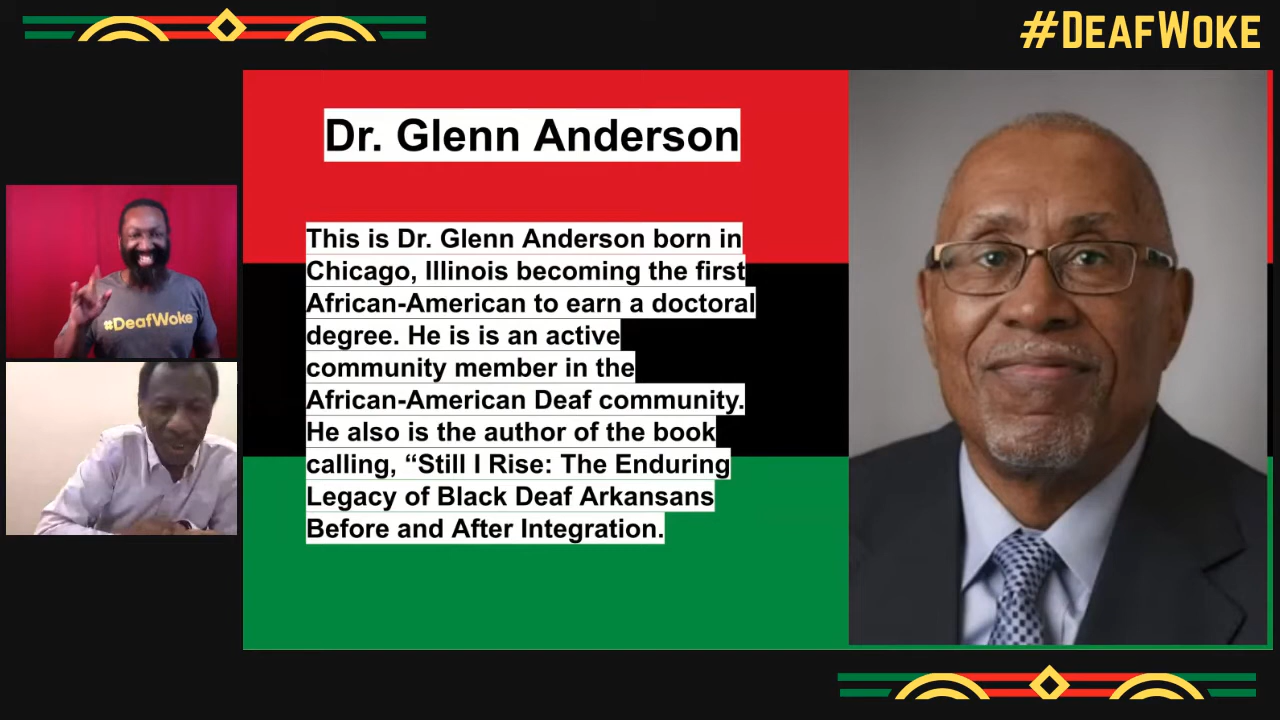 #DEAFWOKE
Dr. Glenn Anderson
#DeafWoke
This is Dr. Glenn Anderson born in
Chicago, Illinois becoming the first
African-American to earn a doctoral
degree. He is is an active
community member in the
African-American Deaf community.
He also is the author of the book
calling, “Still I Rise: The Enduring
Legacy of Black Deaf Arkansans
Before and After Integration.